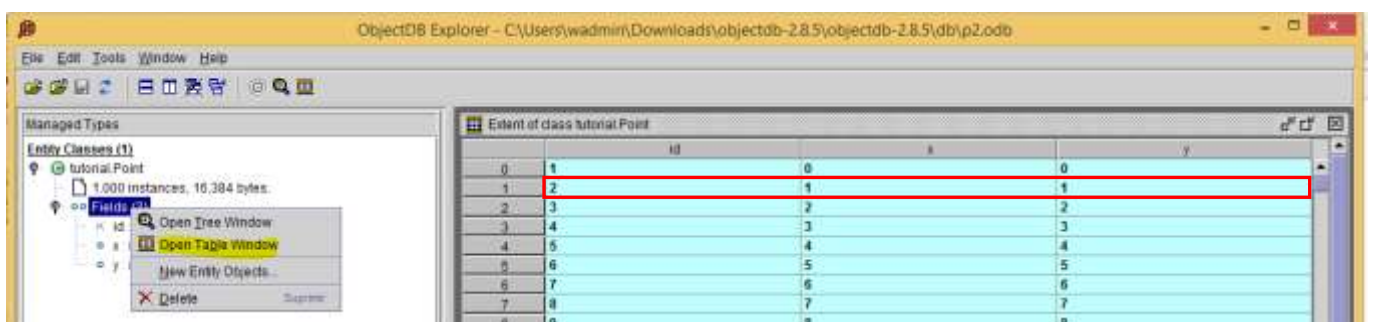 ObjectDB Explorer - C:\Users\wadmin\Downloads\objectdb-2.8.5\objectdb-2.8.5\db\p2.odb
File Edit Tools Window Help
Managed Types
Entity Classes (1)
tutorial.Point
1.000 instances, 16.384 bytes.
Fields (3)
id
x
y
Open Tree Window
Open Table Window
New Entity Objects...
Delete Suprimir
Extent of class tutorial.Point
id x y
0 1 0 0
1 2 1 1
2 3 2 2
3 4 3 3
4 5 4 4
5 6 5 5
6 7 6 6
7 8 7 7